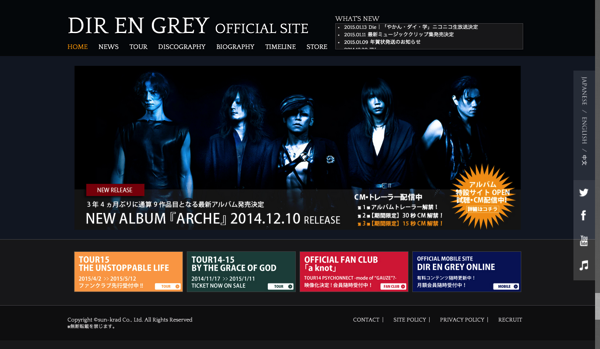 DIR EN GREY OFFICIAL SITE
WHAT'S NEW
2015.01.13 Die｜「やかん・ダイ・学」ニコニコ生放送決定
2015.01.11 最新ミュージッククリップ集発売決定
2015.01.09 年賀状発送のお知らせ
HOME NEWS TOUR DISCOGRAPHY BIOGRAPHY TIMELINE STORE
JAPANESE / ENGLISH / 中文
NEW RELEASE
3年4ヵ月ぶりに通算9作品目となる最新アルバム発売決定
NEW ALBUM『ARCHE』2014.12.10 RELEASE
CM・トレーラー配信中
第1弾アルバムトレーラー解禁！
第2弾【期間限定】30秒CM解禁！
第3弾【期間限定】15秒CM解禁！
アルバム
特設サイトOPEN
試聴・CM配信中！
詳細はコチラ
TOUR15
THE UNSTOPPABLE LIFE
2015/4/2 >> 2015/5/12
ファンクラブ先行受付中!!
TOUR
TOUR14-15
BY THE GRACE OF GOD
2014/11/17 >> 2015/1/17
TICKET NOW ON SALE
TOUR
OFFICIAL FAN CLUB
「a knot」
TOUR14 PSYCHONNECT -mode of "GAUZE"?-
映像化決定！会員随時受付中！
FAN CLUB
OFFICIAL MOBILE SITE
DIR EN GREY ONLINE
有料コンテンツ随時更新中！
月額会員随時受付中！
MOBILE
Copyright ©sun-krad Co., Ltd. All Rights Reserved
※無断転載を禁じます。
CONTACT | SITE POLICY | PRIVACY POLICY | RECRUIT